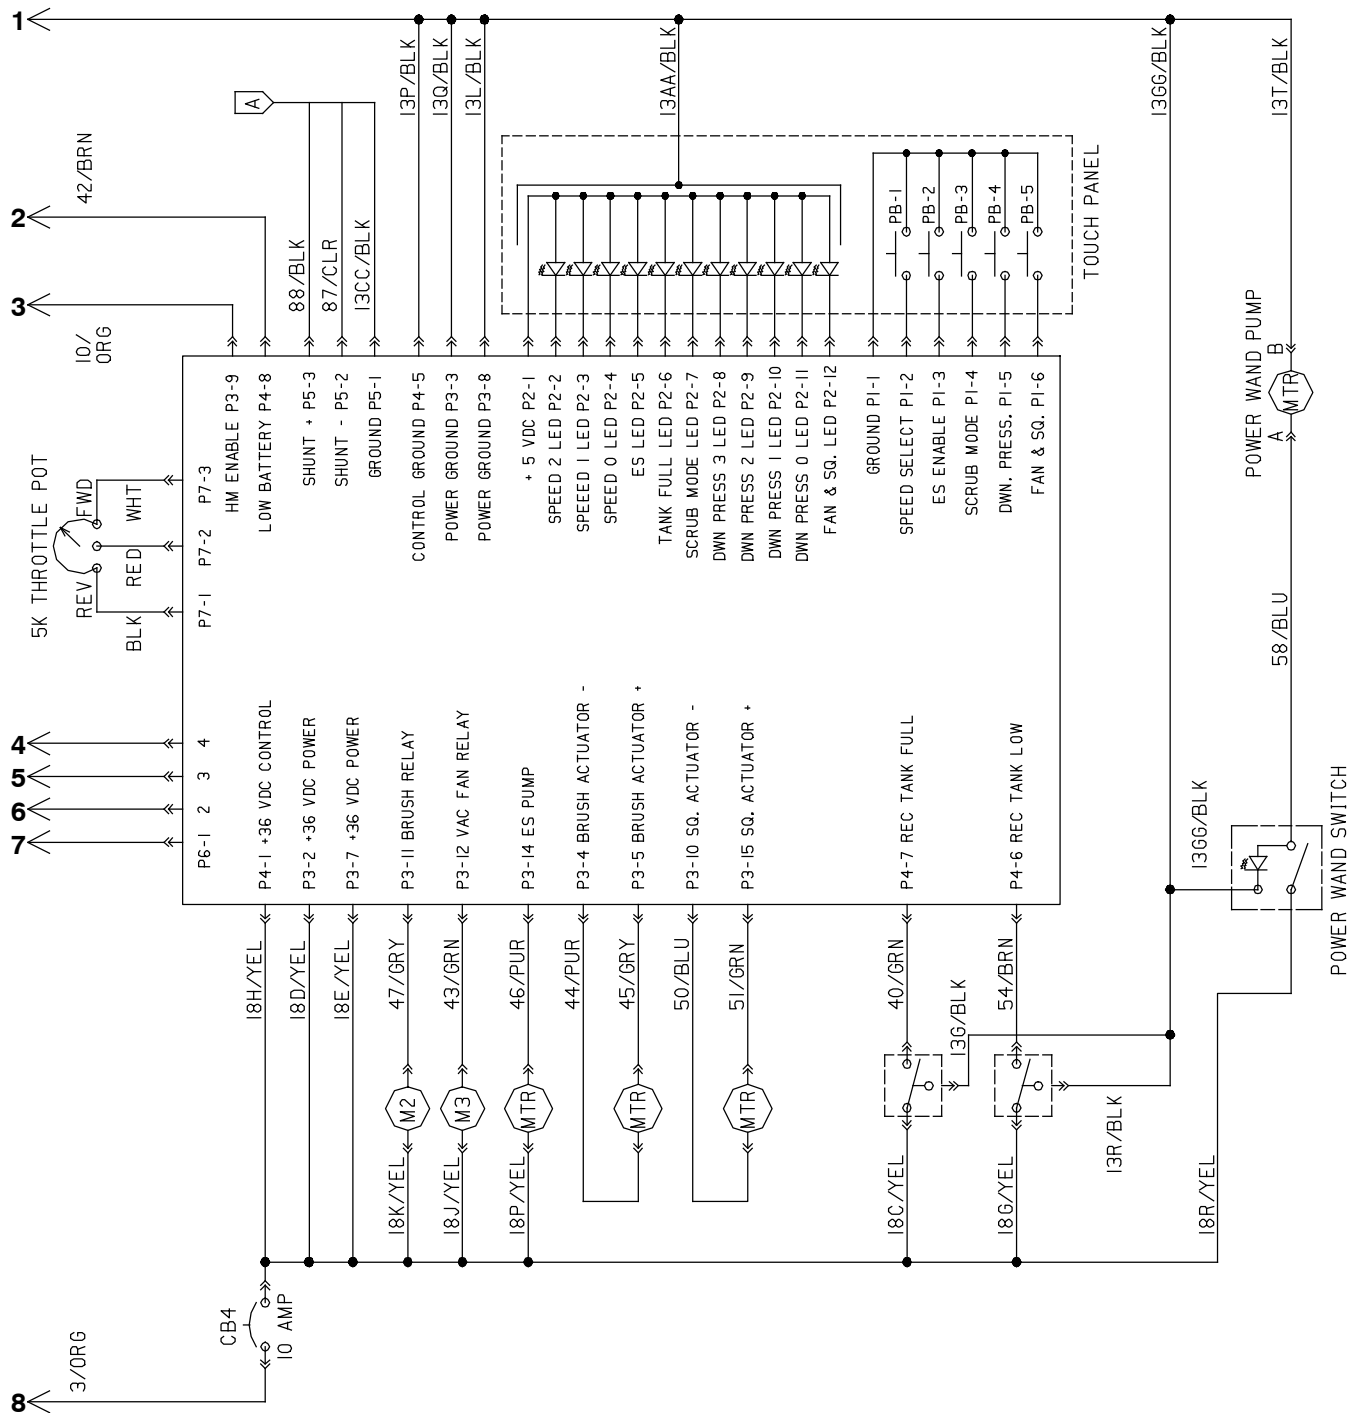 1
2
3
4
5
6
7
8
42/BRN
10/
ORG
3/ORG
A
88/BLK
87/CLR
13CC/BLK
13P/BLK
13Q/BLK
13L/BLK
13AA/BLK
13GG/BLK
13T/BLK
TOUCH PANEL
PB-1
PB-2
PB-3
PB-4
PB-5
HM ENABLE P3-9
LOW BATTERY P4-8
SHUNT + P5-3
SHUNT - P5-2
GROUND P5-1
CONTROL GROUND P4-5
POWER GROUND P3-3
POWER GROUND P3-8
+ 5 VDC P2-1
SPEED 2 LED P2-2
SPEED 1 LED P2-3
SPEED 0 LED P2-4
ES LED P2-5
TANK FULL LED P2-6
SCRUB MODE LED P2-7
DWN PRESS 3 LED P2-8
DWN PRESS 2 LED P2-9
DWN PRESS 1 LED P2-10
DWN PRESS 0 LED P2-11
FAN & SQ. LED P2-12
GROUND P1-1
SPEED SELECT P1-2
ES ENABLE P1-3
SCRUB MODE P1-4
DWN. PRESS. P1-5
FAN & SQ. P1-6
5K THROTTLE POT
REV
FWD
BLK
RED
WHT
P7-1
P7-2
P7-3
P6-1
2
3
4
P4-1 +36 VDC CONTROL
P3-2 +36 VDC POWER
P3-7 +36 VDC POWER
P3-11 BRUSH RELAY
P3-12 VAC FAN RELAY
P3-14 ES PUMP
P3-4 BRUSH ACTUATOR -
P3-5 BRUSH ACTUATOR +
P3-10 SQ. ACTUATOR -
P3-15 SQ. ACTUATOR +
P4-7 REC TANK FULL
P4-6 REC TANK LOW
18H/YEL
18D/YEL
18E/YEL
47/GRY
43/GRN
46/PUR
44/PUR
45/GRY
50/BLU
51/GRN
40/GRN
54/BRN
13G/BLK
M2
M3
MTR
MTR
MTR
18K/YEL
18J/YEL
18P/YEL
18C/YEL
18G/YEL
13R/BLK
18R/YEL
CB4
10 AMP
POWER WAND PUMP
A
MTR
B
58/BLU
13GG/BLK
POWER WAND SWITCH